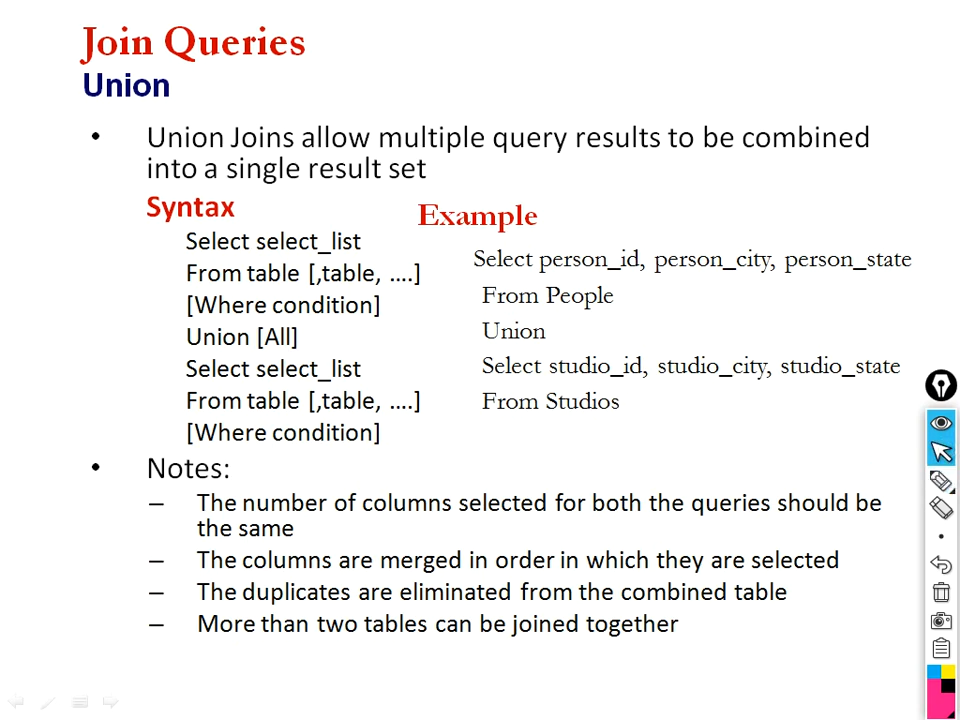 Join Queries
Union
• Union Joins allow multiple query results to be combined
into a single result set
Syntax
Select select_list
From table [,table, ....]
[Where condition]
Union [All]
Select select_list
From table [,table, ....]
[Where condition]
Example
Select person_id, person_city, person_state
From People
Union
Select studio_id, studio_city, studio_state
From Studios
• Notes:
– The number of columns selected for both the queries should be
the same
– The columns are merged in order in which they are selected
– The duplicates are eliminated from the combined table
– More than two tables can be joined together